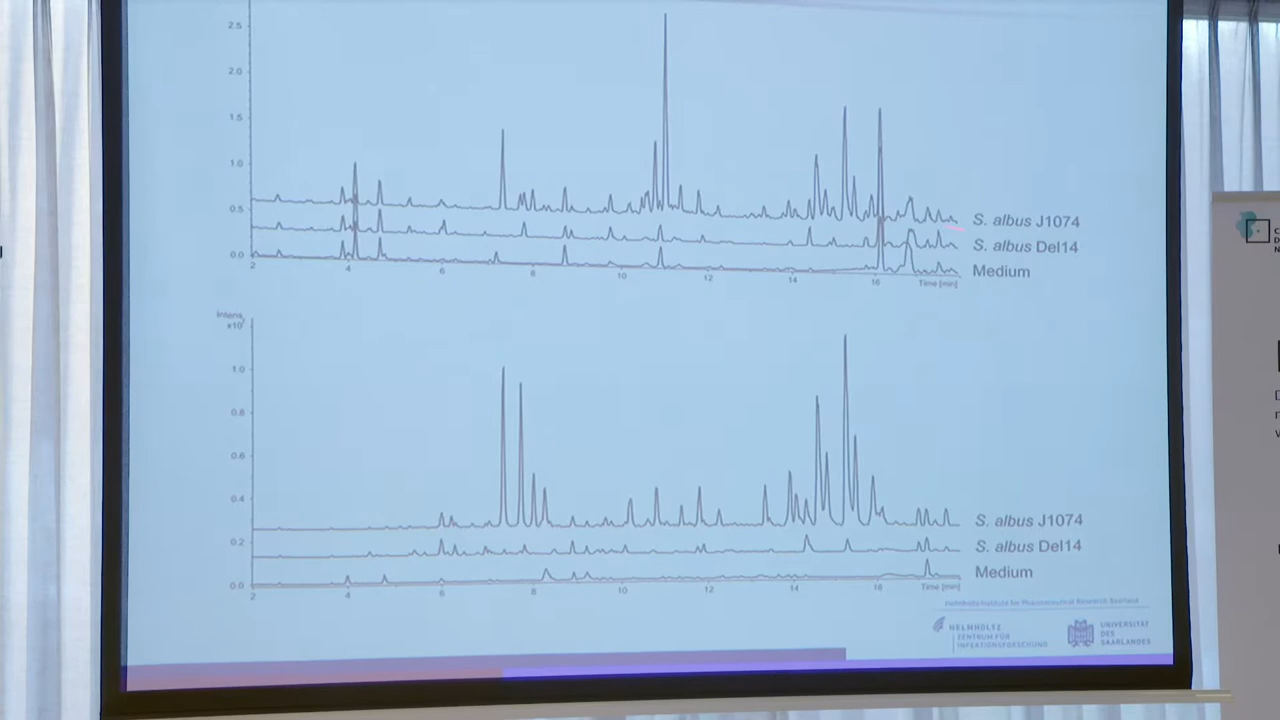 2.5
2.0
1.5
1.0
0.5
0.0
S. albus J1074
S. albus Del14
Medium
2 4 6 8 10 12 14 16 Time [min]
Intens.
x10
1.0
0.8
0.6
0.4
0.2
0.0
S. albus J1074
S. albus Del14
Medium
2 4 6 8 10 12 14 16 Time [min]
Helmholtz Institute for Pharmaceutical Research Saarland
HELMHOLTZ
ZENTRUM FÜR
INFEKTIONSFORSCHUNG
UNIVERSITÄT
DES
SAARLANDES